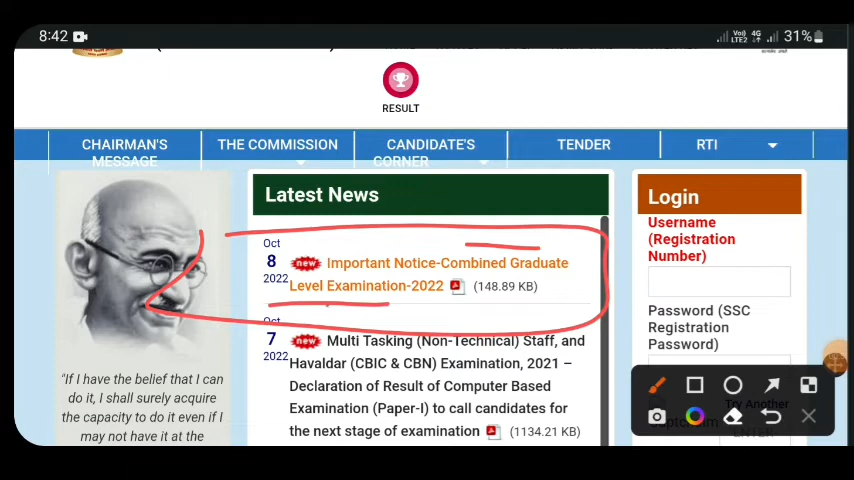 8:42
Vo)
LTE2
4G
31%
RESULT
CHAIRMAN'S
MESSAGE
THE COMMISSION
CANDIDATE'S
CORNER
TENDER
RTI
Latest News
Oct
8
2022
new Important Notice-Combined Graduate
Level Examination-2022 (148.89 KB)
Oct
7
2022
new Multi Tasking (Non-Technical) Staff, and
Havaldar (CBIC & CBN) Examination, 2021 –
Declaration of Result of Computer Based
Examination (Paper-I) to call candidates for
the next stage of examination (1134.21 KB)
"If I have the belief that I can
do it, I shall surely acquire
the capacity to do it even if I
may not have it at the
Login
Username
(Registration
Number)
Password (SSC
Registration
Password)
Try Another